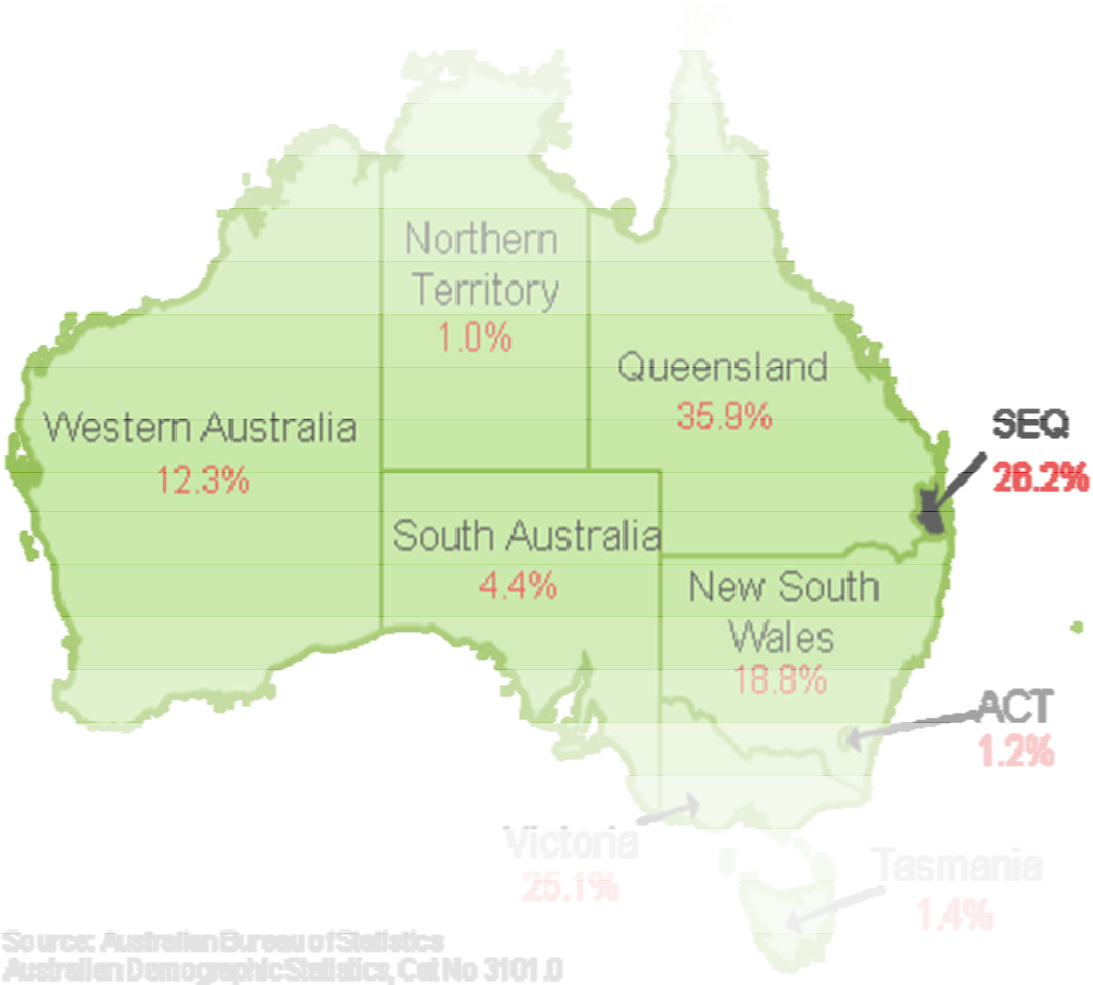 Northern
Territory
1.0%
Queensland
35.9%
Western Australia
12.3%
SEQ
26.2%
South Australia
4.4%
New South
Wales
18.8%
ACT
1.2%
Victoria
25.1%
Tasmania
1.4%
Source: Australian Bureau of Statistics
Australian Demographic Statistics, Cat No 3101.0